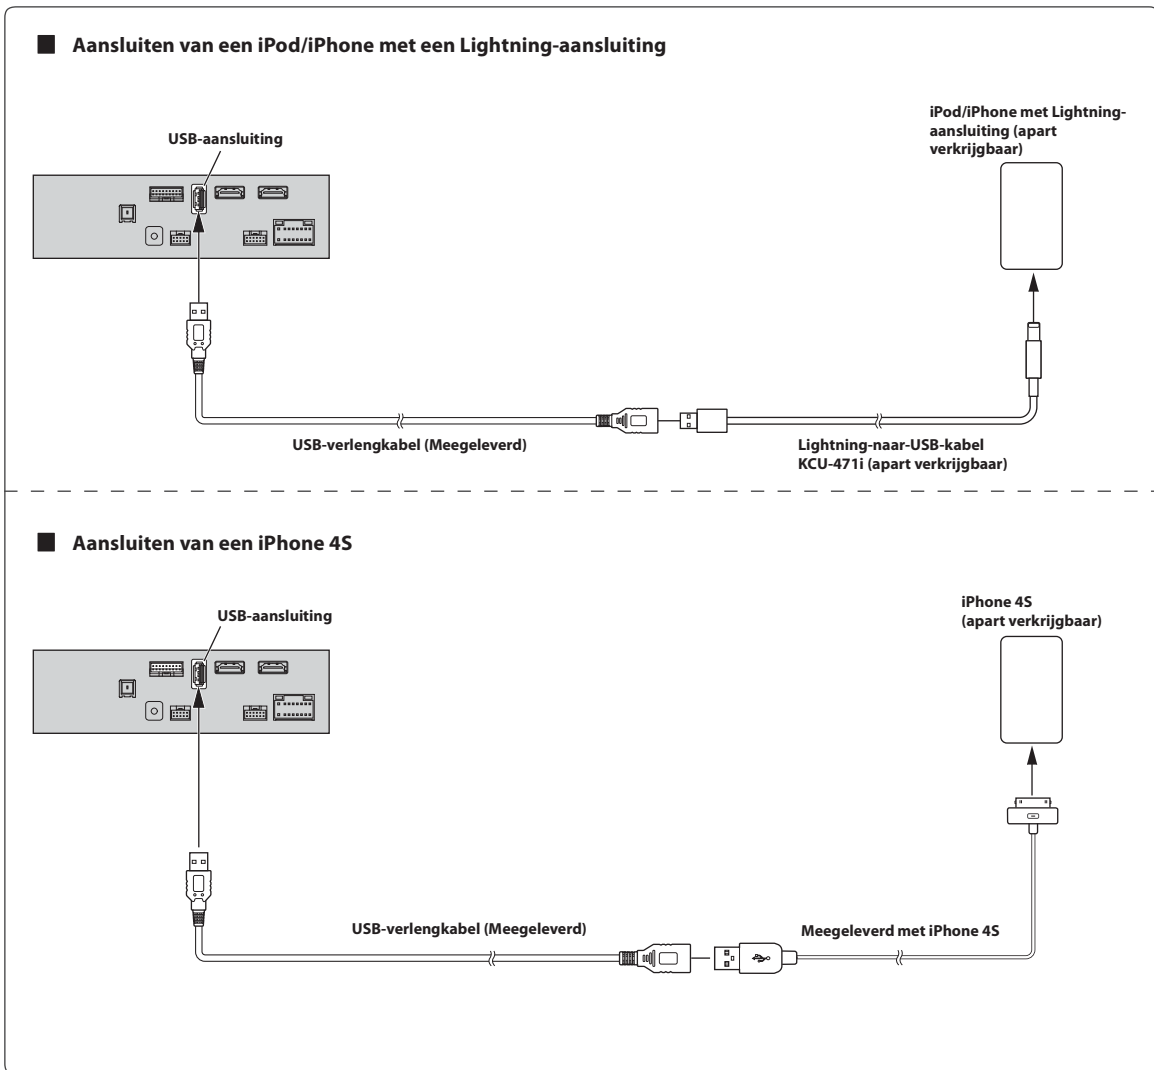 Aansluiten van een iPod/iPhone met een Lightning-aansluiting
iPod/iPhone met Lightning-
aansluiting (apart
verkrijgbaar)
USB-aansluiting
USB-verlengkabel (Meegeleverd)
Lightning-naar-USB-kabel
KCU-471i (apart verkrijgbaar)
Aansluiten van een iPhone 4S
iPhone 4S
(apart verkrijgbaar)
USB-aansluiting
USB-verlengkabel (Meegeleverd)
Meegeleverd met iPhone 4S